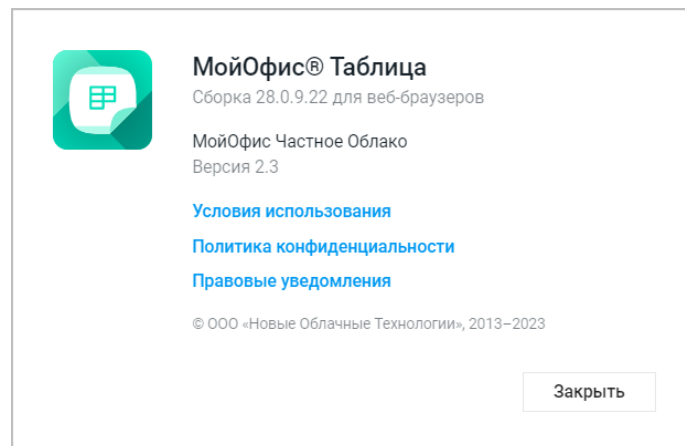 МойОфис® Таблица
Сборка 28.0.9.22 для веб-браузеров
МойОфис Частное Облако
Версия 2.3
Условия использования
Политика конфиденциальности
Правовые уведомления
© ООО «Новые Облачные Технологии», 2013–2023
Закрыть